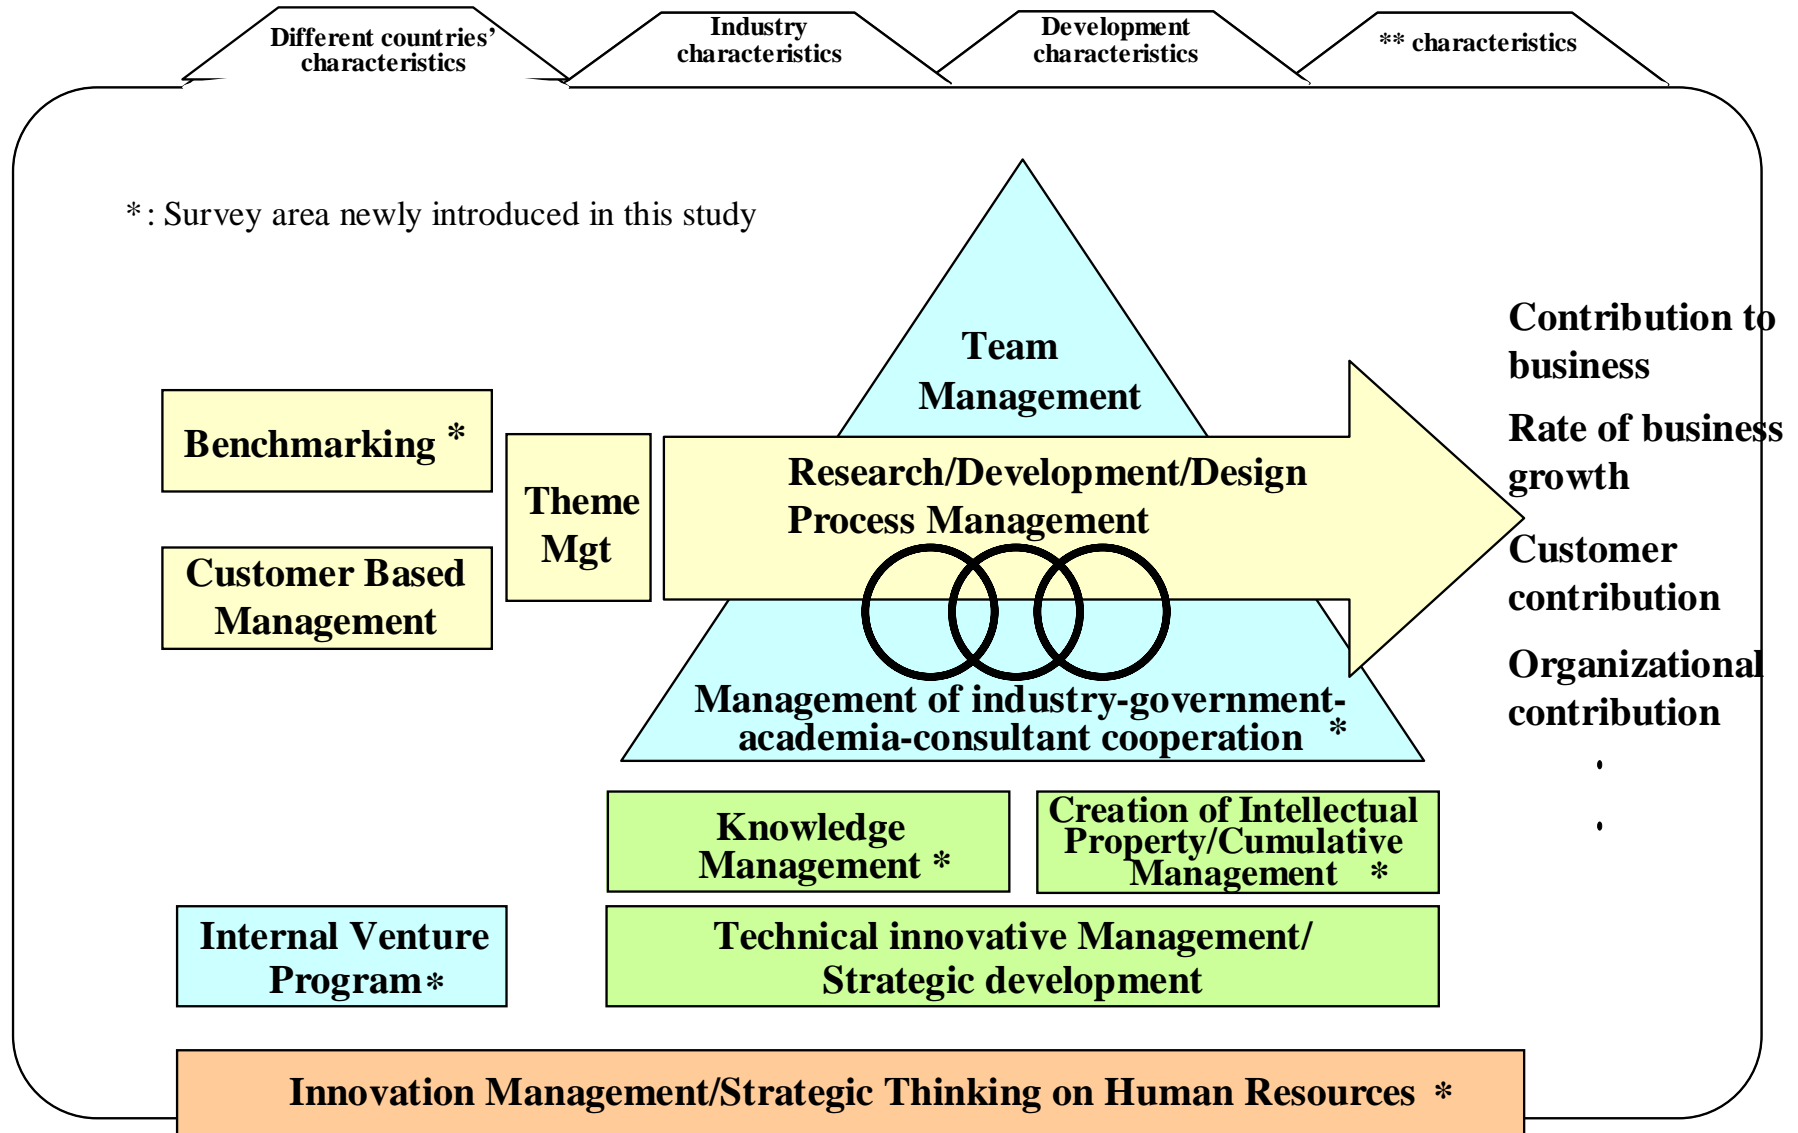 Different countries’
characteristics
Industry
characteristics
Development
characteristics
** characteristics
*: Survey area newly introduced in this study
Team
Management
Contribution to
business
Rate of business
growth
Customer
contribution
Organizational
contribution
Benchmarking *
Customer Based
Management
Theme
Mgt
Research/Development/Design
Process Management
Management of industry-government-
academia-consultant cooperation *
Knowledge
Management *
Creation of Intellectual
Property/Cumulative
Management *
Internal Venture
Program*
Technical innovative Management/
Strategic development
Innovation Management/Strategic Thinking on Human Resources *